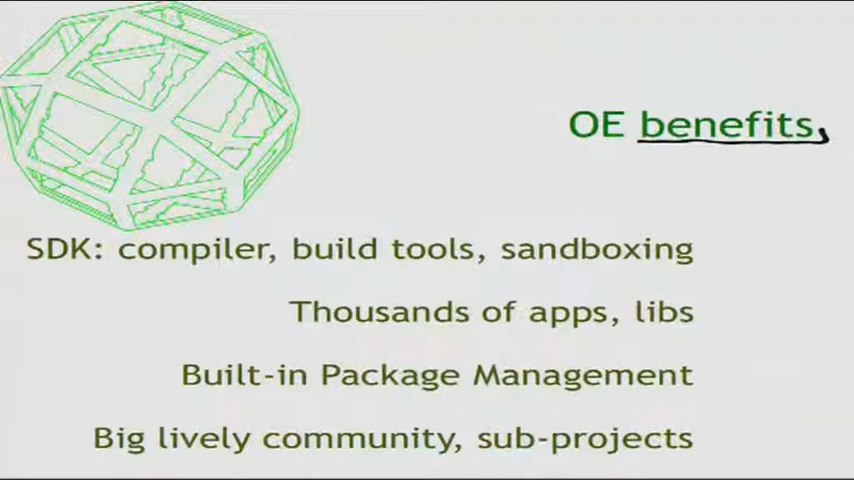 OE benefits,
SDK: compiler, build tools, sandboxing
Thousands of apps, libs
Built-in Package Management
Big lively community, sub-projects